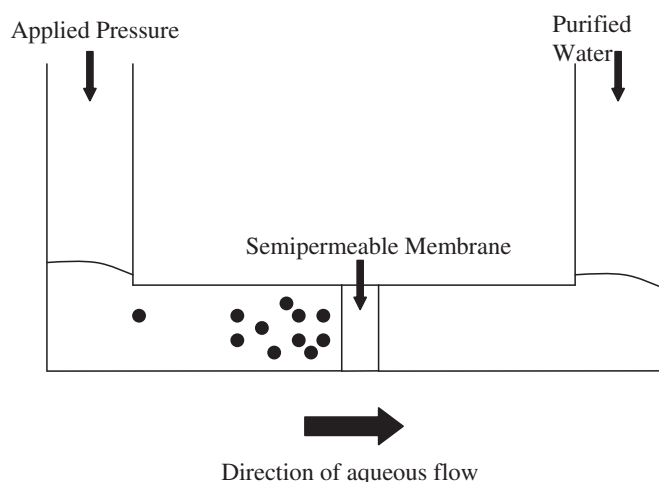 Applied Pressure
Purified
Water
Semipermeable Membrane
Direction of aqueous flow